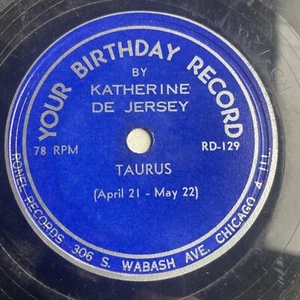 YOUR BIRTHDAY RECORD
BY
KATHERINE
DE JERSEY
78 RPM
RD-129
TAURUS
(April 21 - May 22)
RONEL RECORDS 306 S. WABASH AVE. CHICAGO 4 ILL.